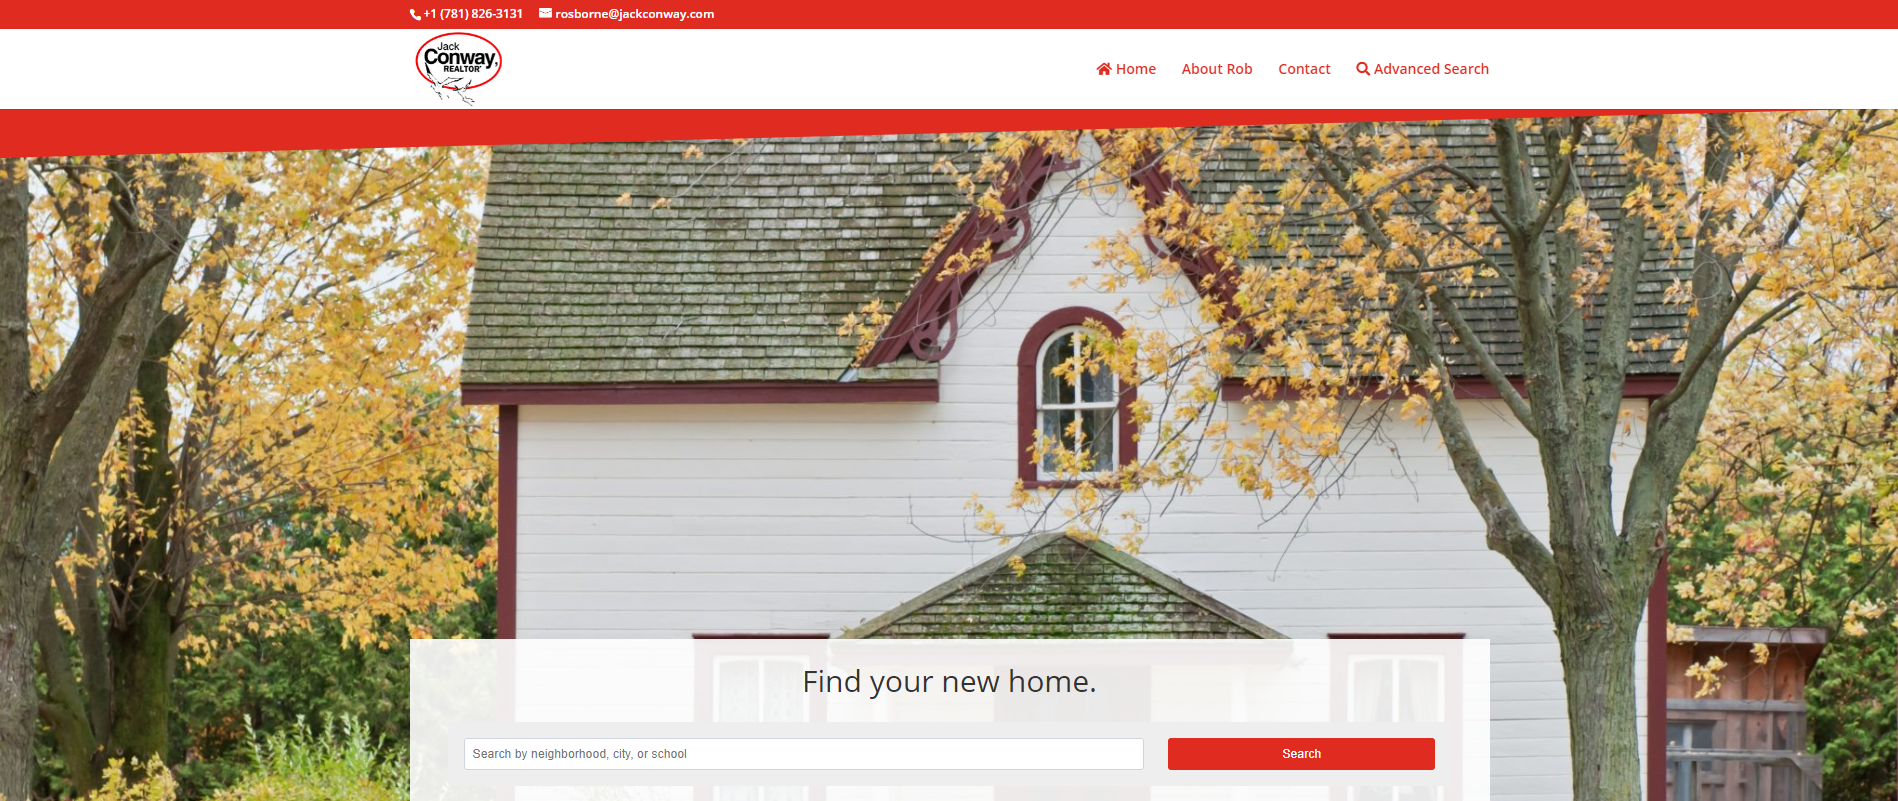 +1 (781) 826-3131 rosborne@jackconway.com
Jack
Conway,
REALTOR®
Home About Rob Contact Advanced Search
Find your new home.
Search by neighborhood, city, or school Search